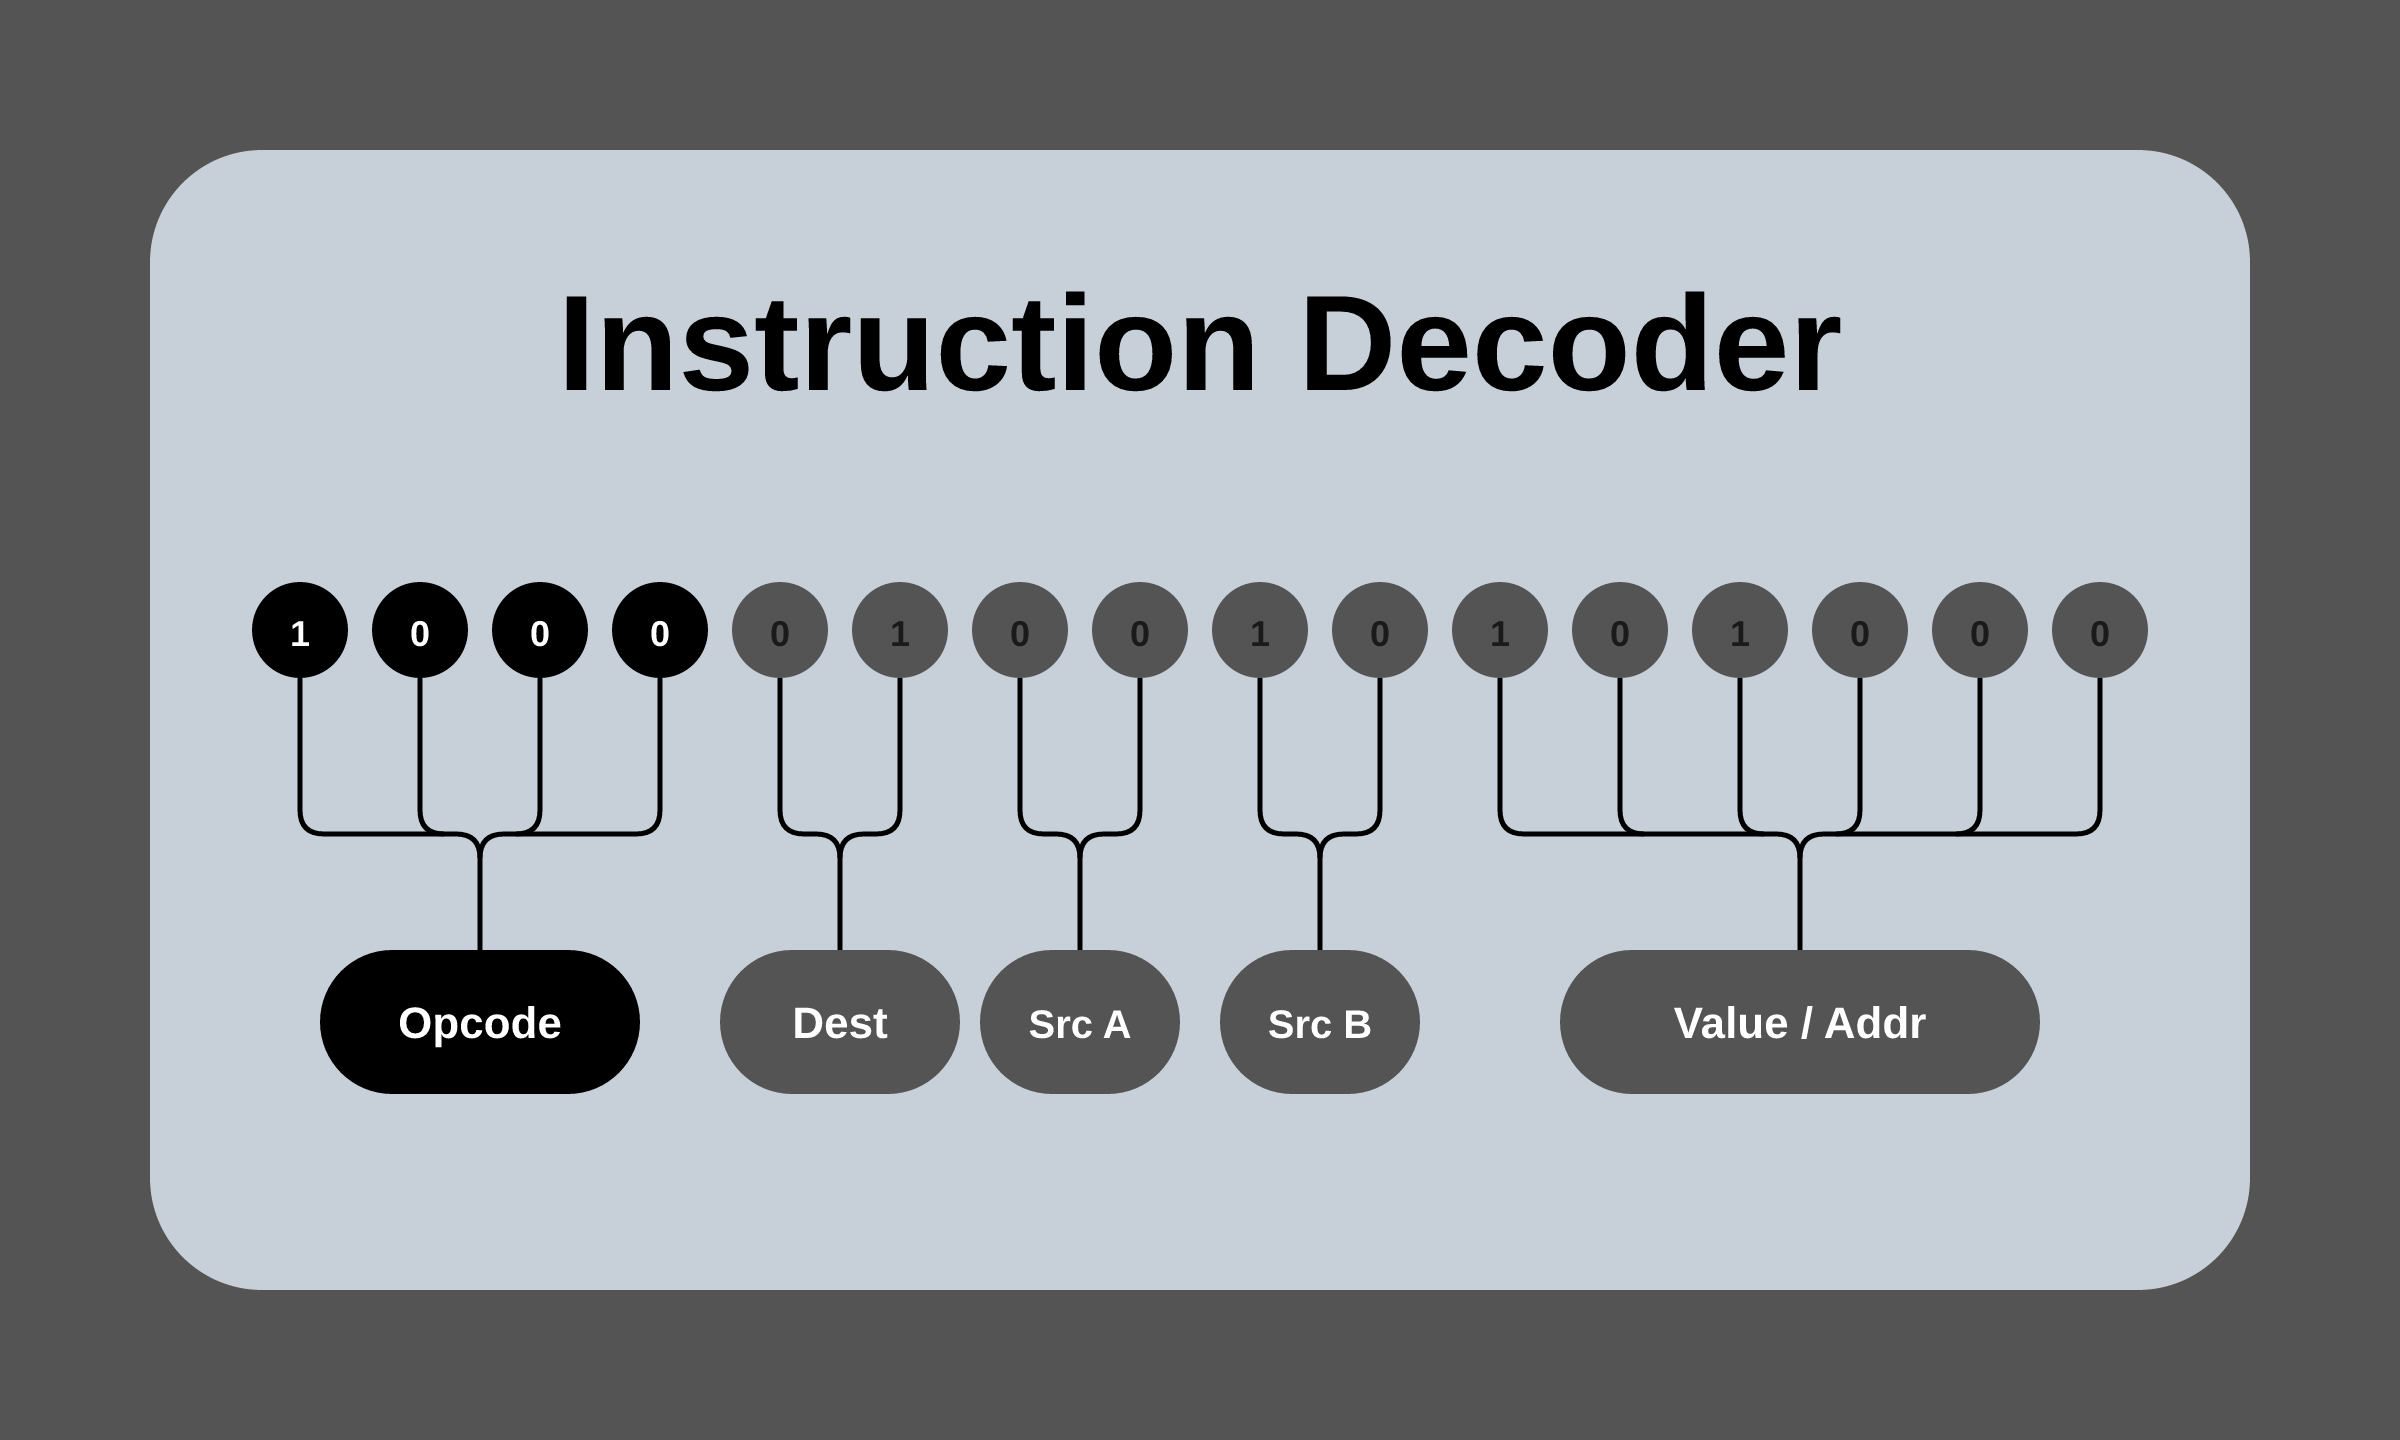 Instruction Decoder
1 0 0 0 0 1 0 0 1 0 1 0 1 0 0 0
Opcode Dest Src A Src B Value / Addr